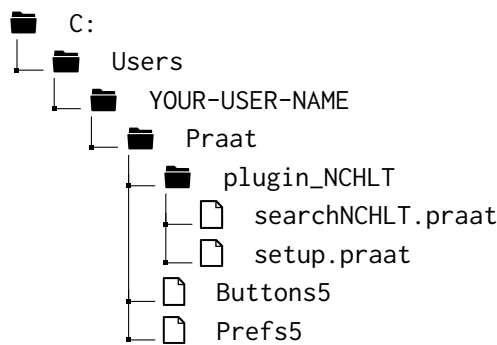 C:
Users
YOUR-USER-NAME
Praat
plugin_NCHLT
searchNCHLT.praat
setup.praat
Buttons5
Prefs5